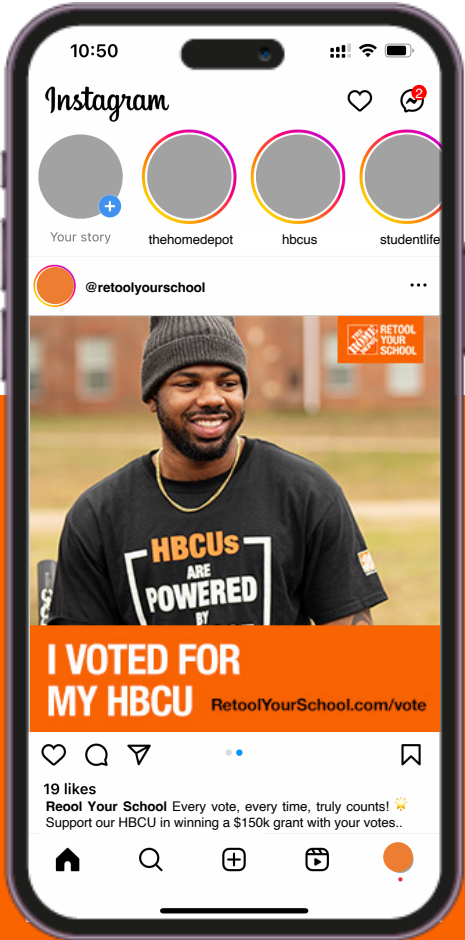 10:50
Instagram
2
Your story
thehomedepot
hbcus
studentlife
@retoolyourschool
THE HOME DEPOT
RETOOL
YOUR
SCHOOL
HBCUs
ARE
POWERED
BY
I VOTED FOR
MY HBCU
RetoolYourSchool.com/vote
19 likes
Reool Your School Every vote, every time, truly counts! 🌟
Support our HBCU in winning a $150k grant with your votes..